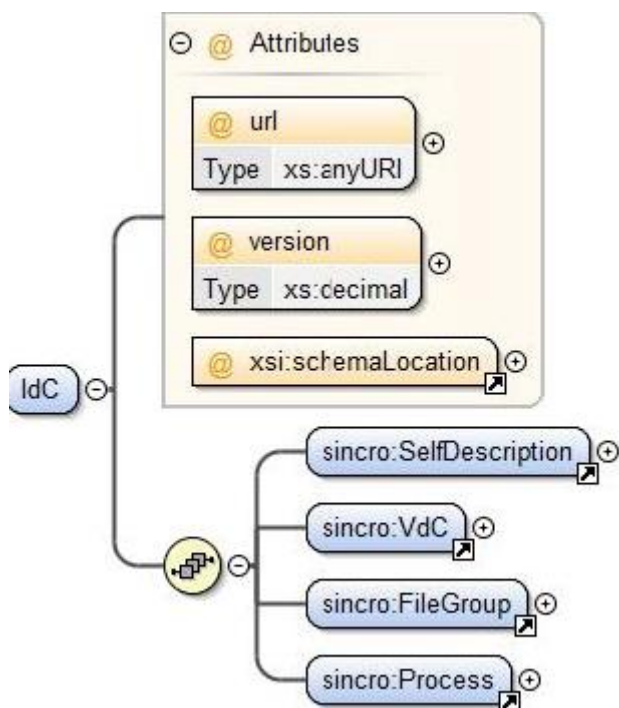 @ Attributes
@ url
Type xs:anyURI
@ version
Type xs:decimal
@ xsi:schemaLocation
IdC
sincro:SelfDescription
sincro:VdC
sincro:FileGroup
sincro:Process